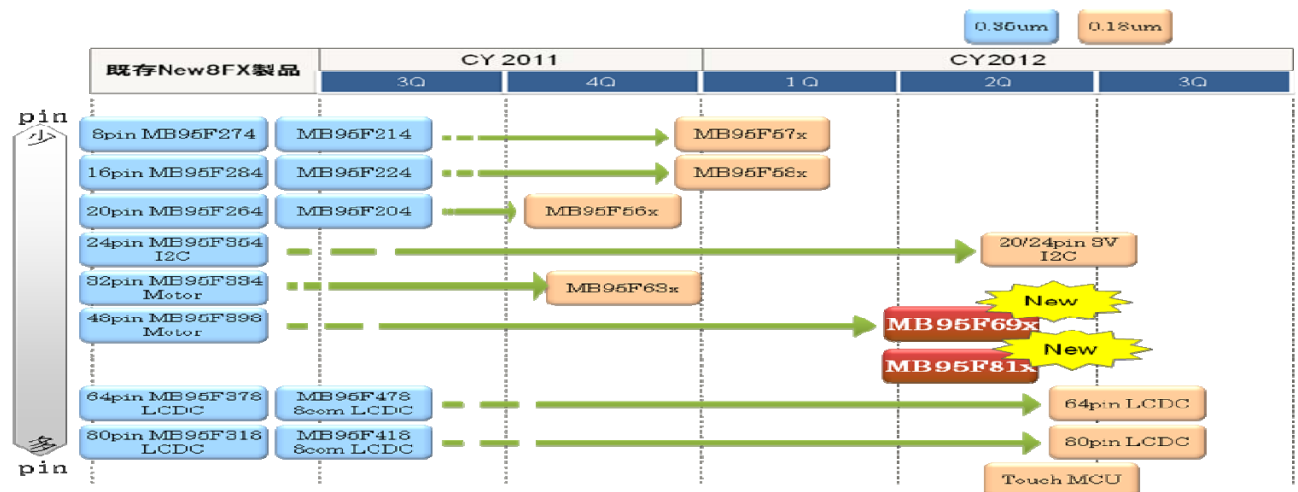 0.35um 0.18um
既存New8FX製品 CY 2011 CY2012
3Q 4Q 1Q 2Q 3Q
pin
少
8pin MB95F274 MB95F214 MB95F57x
16pin MB95F284 MB95F224 MB95F58x
20pin MB95F264 MB95F204 MB95F56x
24pin MB95F354
I2C
20/24pin 3V
I2C
32pin MB95F334
Motor
MB95F63x
New
48pin MB95F398
Motor
MB95F69x
New
MB95F81x
64pin MB95F378
LCDC
MB95F478
8com LCDC
64pin LCDC
80pin MB95F318
LCDC
MB95F418
8com LCDC
80pin LCDC
多
pin
Touch MCU